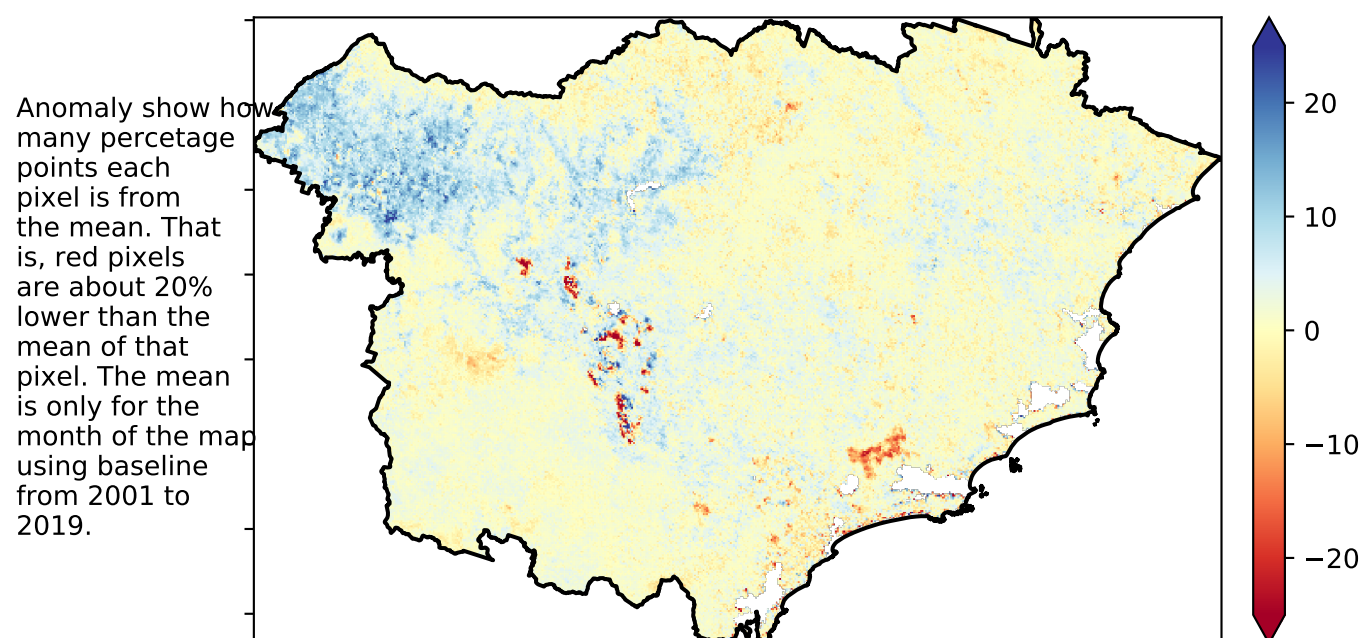 Anomaly show how
many percetage
points each
pixel is from
the mean. That
is, red pixels
are about 20%
lower than the
mean of that
pixel. The mean
is only for the
month of the map
using baseline
from 2001 to
2019.
20
10
0
−10
−20